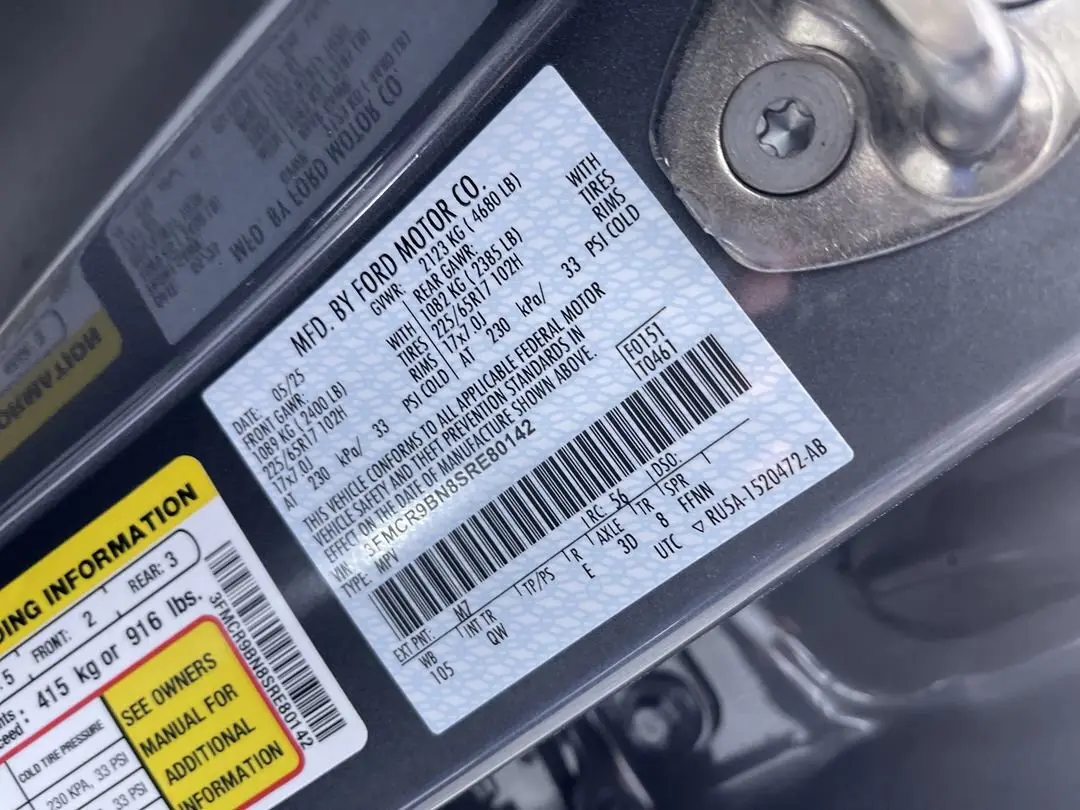 MFD. BY FORD MOTOR CO.
DATE: 05/25
GVWR: 2123 KG ( 4680 LB)
FRONT GAWR:
1089 KG (2400 LB)
WITH
225/65R17 102H
TIRES
17x7.0J
RIMS
AT 230 kPa/ 33 PSI COLD
REAR GAWR:
1082 KG ( 2385 LB)
WITH
225/65R17 102H
TIRES
17x7.0J
RIMS
AT 230 kPa/ 33 PSI COLD
THIS VEHICLE CONFORMS TO ALL APPLICABLE FEDERAL MOTOR
VEHICLE SAFETY AND THEFT PREVENTION STANDARDS IN
EFFECT ON THE DATE OF MANUFACTURE SHOWN ABOVE.
VIN: 3FMCR9BN8SRE80142
TYPE: MPV
F0151
T0461
EXT PNT: N7 RC: 56 DSO:
WB INT TR TP/PS R AXLE TR SPR
105 QW E 3D 8 FFNN
UTC ▽ RU5A-1520472-AB
DING INFORMATION
5 FRONT: 2 REAR: 3
415 kg or 916 lbs.
3FMCR9BN8SRE80142
COLD TIRE PRESSURE
230 KPA, 33 PSI
33 PSI
SEE OWNERS
MANUAL FOR
ADDITIONAL
INFORMATION